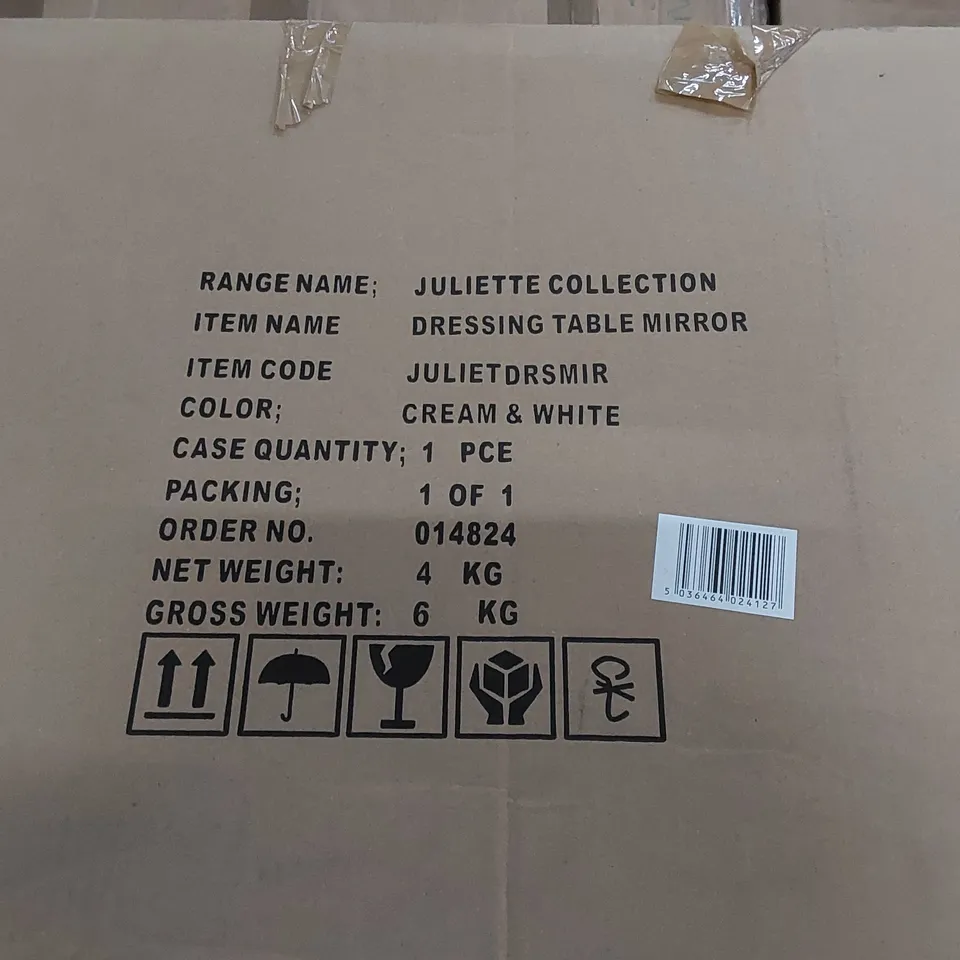 RANGE NAME; JULIETTE COLLECTION
ITEM NAME DRESSING TABLE MIRROR
ITEM CODE JULIETDRSMIR
COLOR; CREAM & WHITE
CASE QUANTITY; 1 PCE
PACKING; 1 OF 1
ORDER NO. 014824
NET WEIGHT: 4 KG
GROSS WEIGHT: 6 KG
5 036464 024127